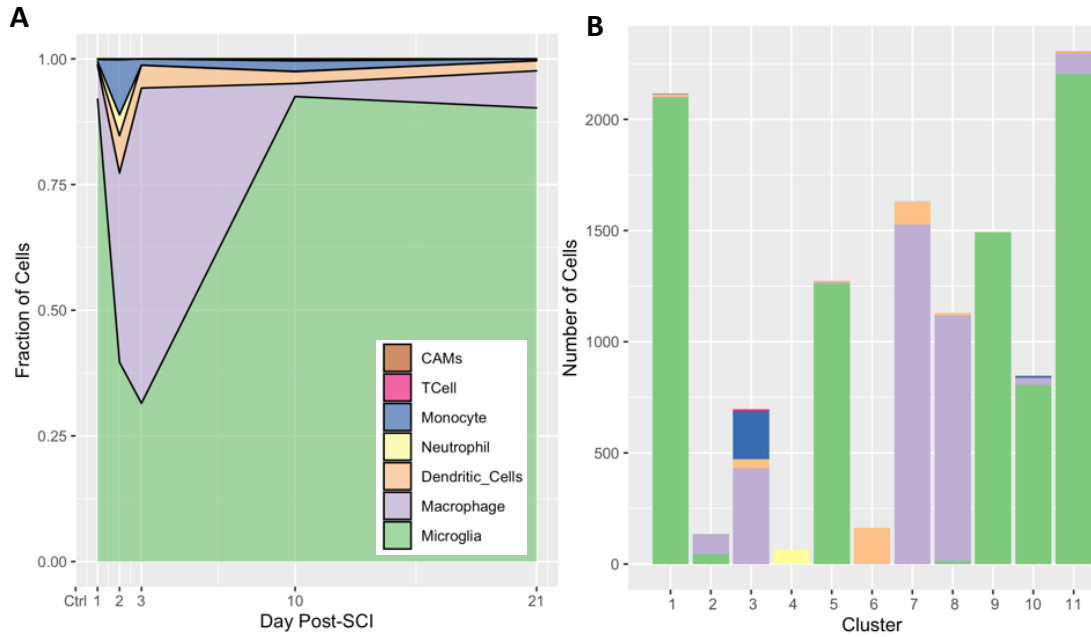 A
1.00
0.75
0.50
0.25
0.00
Fraction of Cells
CAMs
TCell
Monocyte
Neutrophil
Dendritic_Cells
Macrophage
Microglia
Ctrl 1 2 3 10 21
Day Post-SCI
B
2000
1500
1000
500
0
Number of Cells
1 2 3 4 5 6 7 8 9 10 11
Cluster